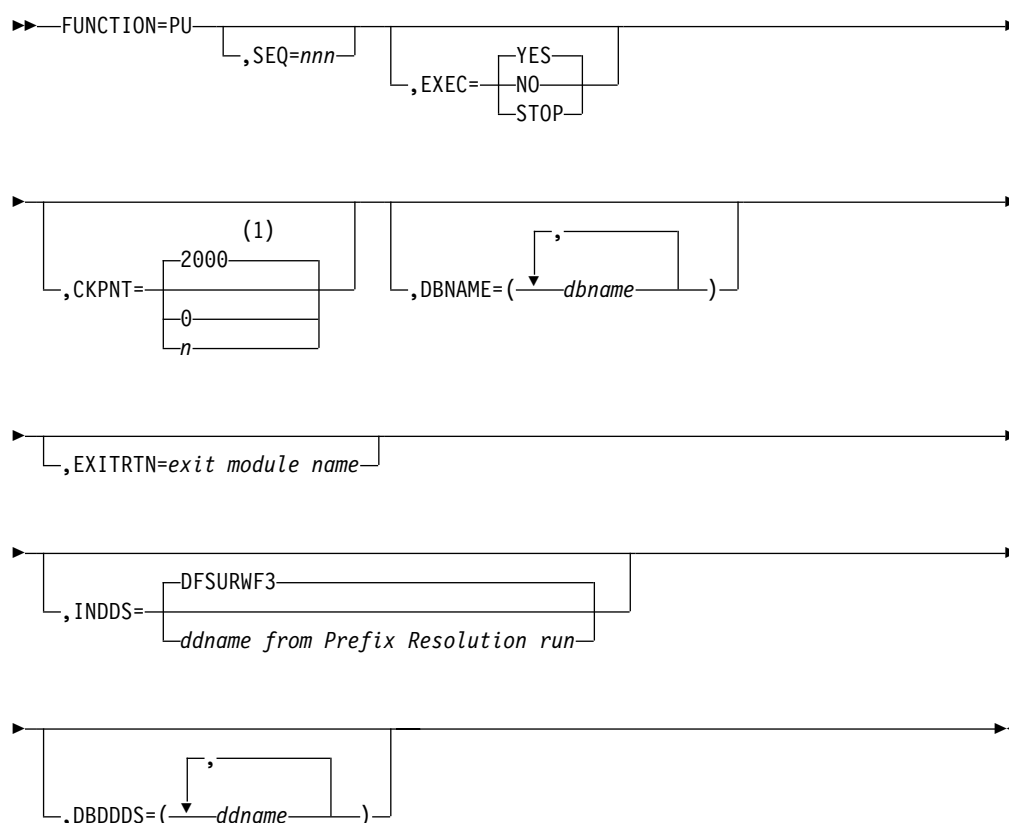 FUNCTION=PU
,SEQ=nnn
,EXEC=
YES
NO
STOP
,CKPNT=
(1)
2000
0
n
,DBNAME=(
,
dbname
)
,EXITRTN=exit module name
,INDDS=
DFSURWF3
ddname from Prefix Resolution run
,DBDDDS=(
,
ddname
)